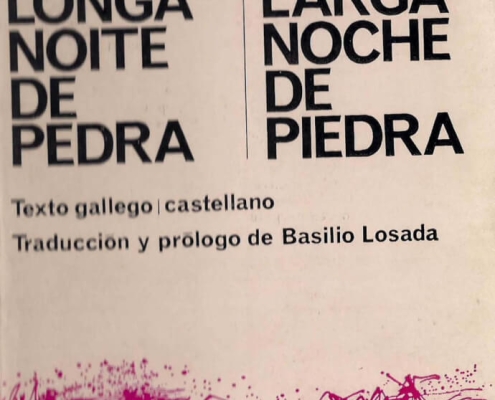 LONGA
NOITE
DE
PEDRA
LARGA
NOCHE
DE
PIEDRA
Texto gallego | castellano
Traducción y prólogo de Basilio Losada